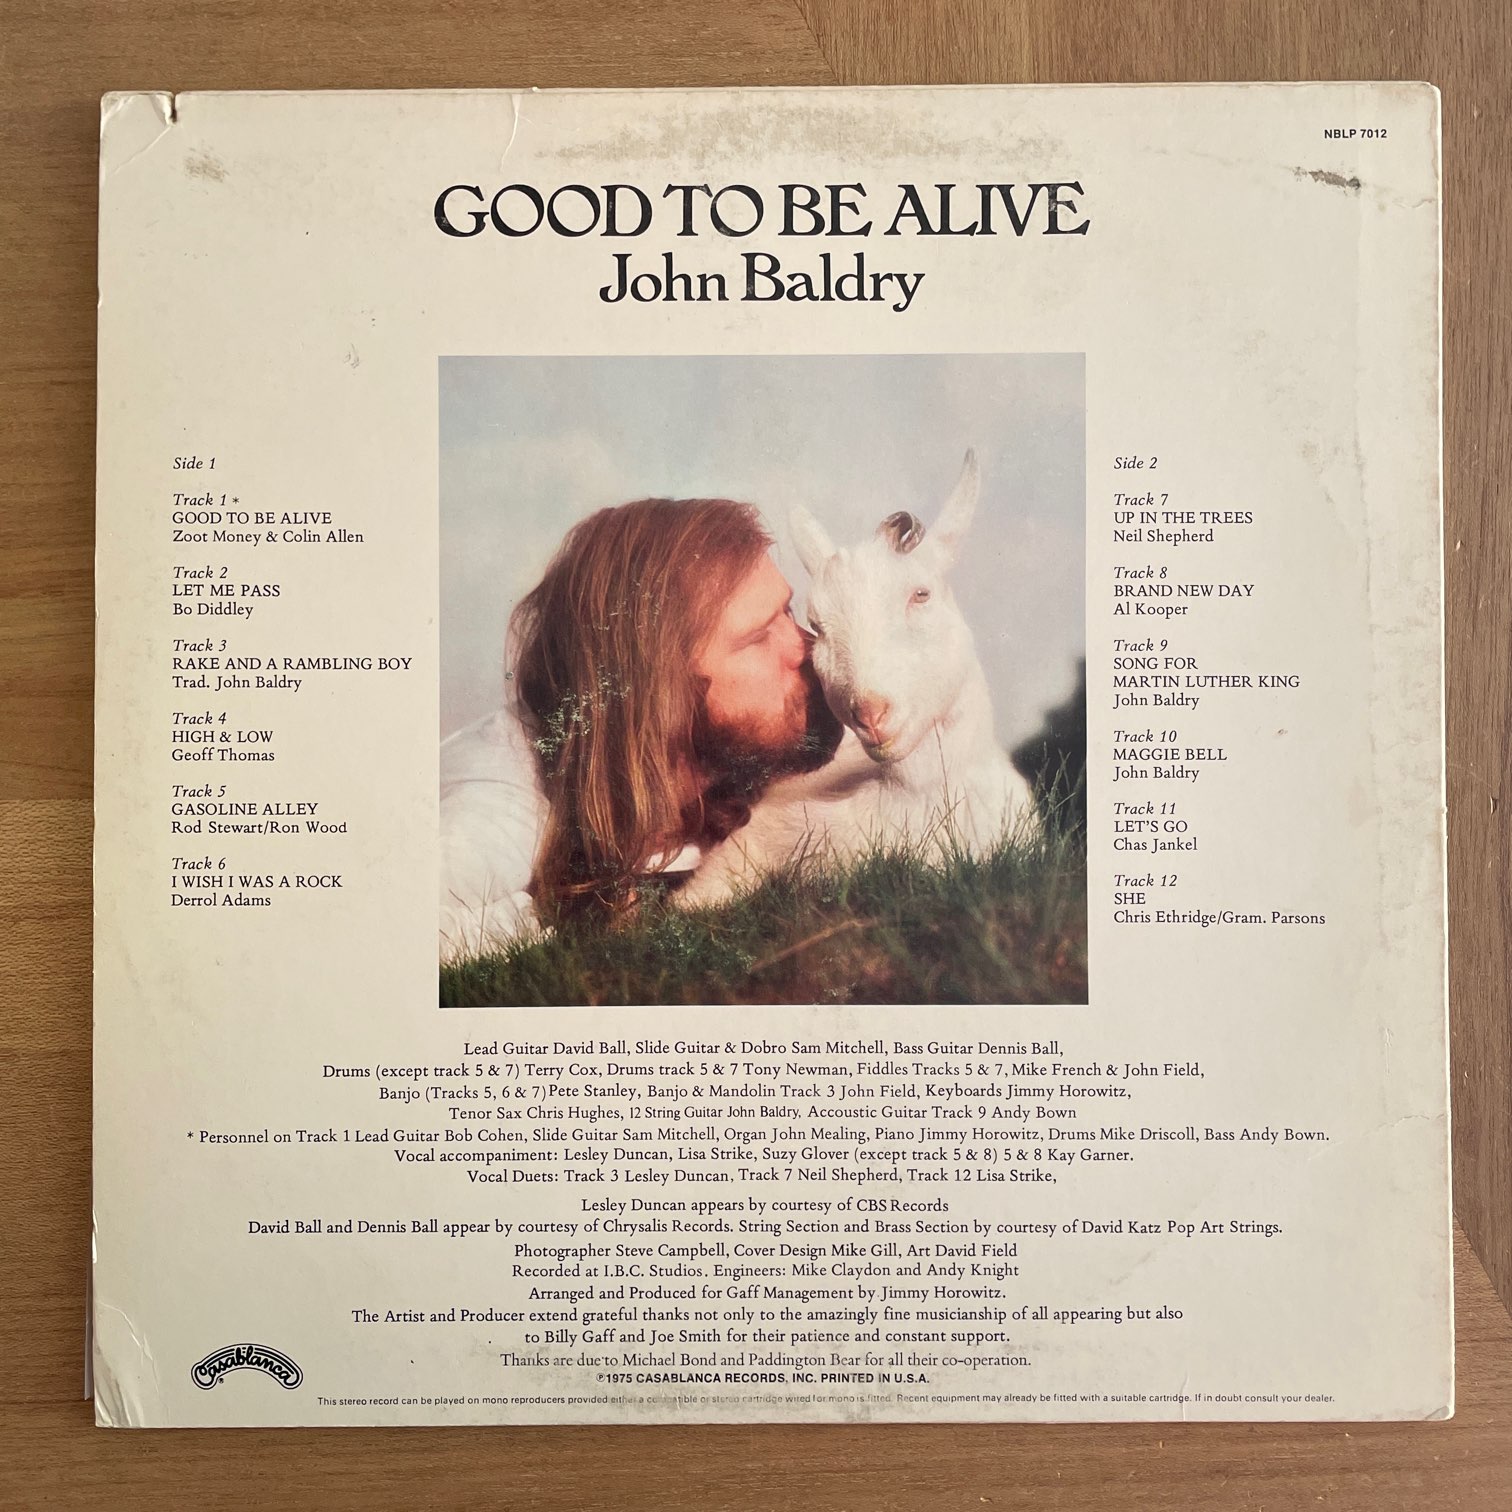 NBLP 7012
GOOD TO BE ALIVE
John Baldry
Side 1
Track 1 *
GOOD TO BE ALIVE
Zoot Money & Colin Allen
Track 2
LET ME PASS
Bo Diddley
Track 3
RAKE AND A RAMBLING BOY
Trad. John Baldry
Track 4
HIGH & LOW
Geoff Thomas
Track 5
GASOLINE ALLEY
Rod Stewart/Ron Wood
Track 6
I WISH I WAS A ROCK
Derrol Adams
Side 2
Track 7
UP IN THE TREES
Neil Shepherd
Track 8
BRAND NEW DAY
Al Kooper
Track 9
SONG FOR
MARTIN LUTHER KING
John Baldry
Track 10
MAGGIE BELL
John Baldry
Track 11
LET'S GO
Chas Jankel
Track 12
SHE
Chris Ethridge/Gram. Parsons
Lead Guitar David Ball, Slide Guitar & Dobro Sam Mitchell, Bass Guitar Dennis Ball,
Drums (except track 5 & 7) Terry Cox, Drums track 5 & 7 Tony Newman, Fiddles Tracks 5 & 7, Mike French & John Field,
Banjo (Tracks 5, 6 & 7) Pete Stanley, Banjo & Mandolin Track 3 John Field, Keyboards Jimmy Horowitz,
Tenor Sax Chris Hughes, 12 String Guitar John Baldry, Accoustic Guitar Track 9 Andy Bown
* Personnel on Track 1 Lead Guitar Bob Cohen, Slide Guitar Sam Mitchell, Organ John Mealing, Piano Jimmy Horowitz, Drums Mike Driscoll, Bass Andy Bown.
Vocal accompaniment: Lesley Duncan, Lisa Strike, Suzy Glover (except track 5 & 8) 5 & 8 Kay Garner.
Vocal Duets: Track 3 Lesley Duncan, Track 7 Neil Shepherd, Track 12 Lisa Strike,
Lesley Duncan appears by courtesy of CBS Records
David Ball and Dennis Ball appear by courtesy of Chrysalis Records. String Section and Brass Section by courtesy of David Katz Pop Art Strings.
Photographer Steve Campbell, Cover Design Mike Gill, Art David Field
Recorded at I.B.C. Studios. Engineers: Mike Claydon and Andy Knight
Arranged and Produced for Gaff Management by Jimmy Horowitz.
The Artist and Producer extend grateful thanks not only to the amazingly fine musicianship of all appearing but also
to Billy Gaff and Joe Smith for their patience and constant support.
Thanks are due to Michael Bond and Paddington Bear for all their co-operation.
℗1975 CASABLANCA RECORDS, INC. PRINTED IN U.S.A.
Casablanca ®
This stereo record can be played on mono reproducers provided either a compatible or stereo cartridge wired for mono is fitted. Recent equipment may already be fitted with a suitable cartridge. If in doubt consult your dealer.